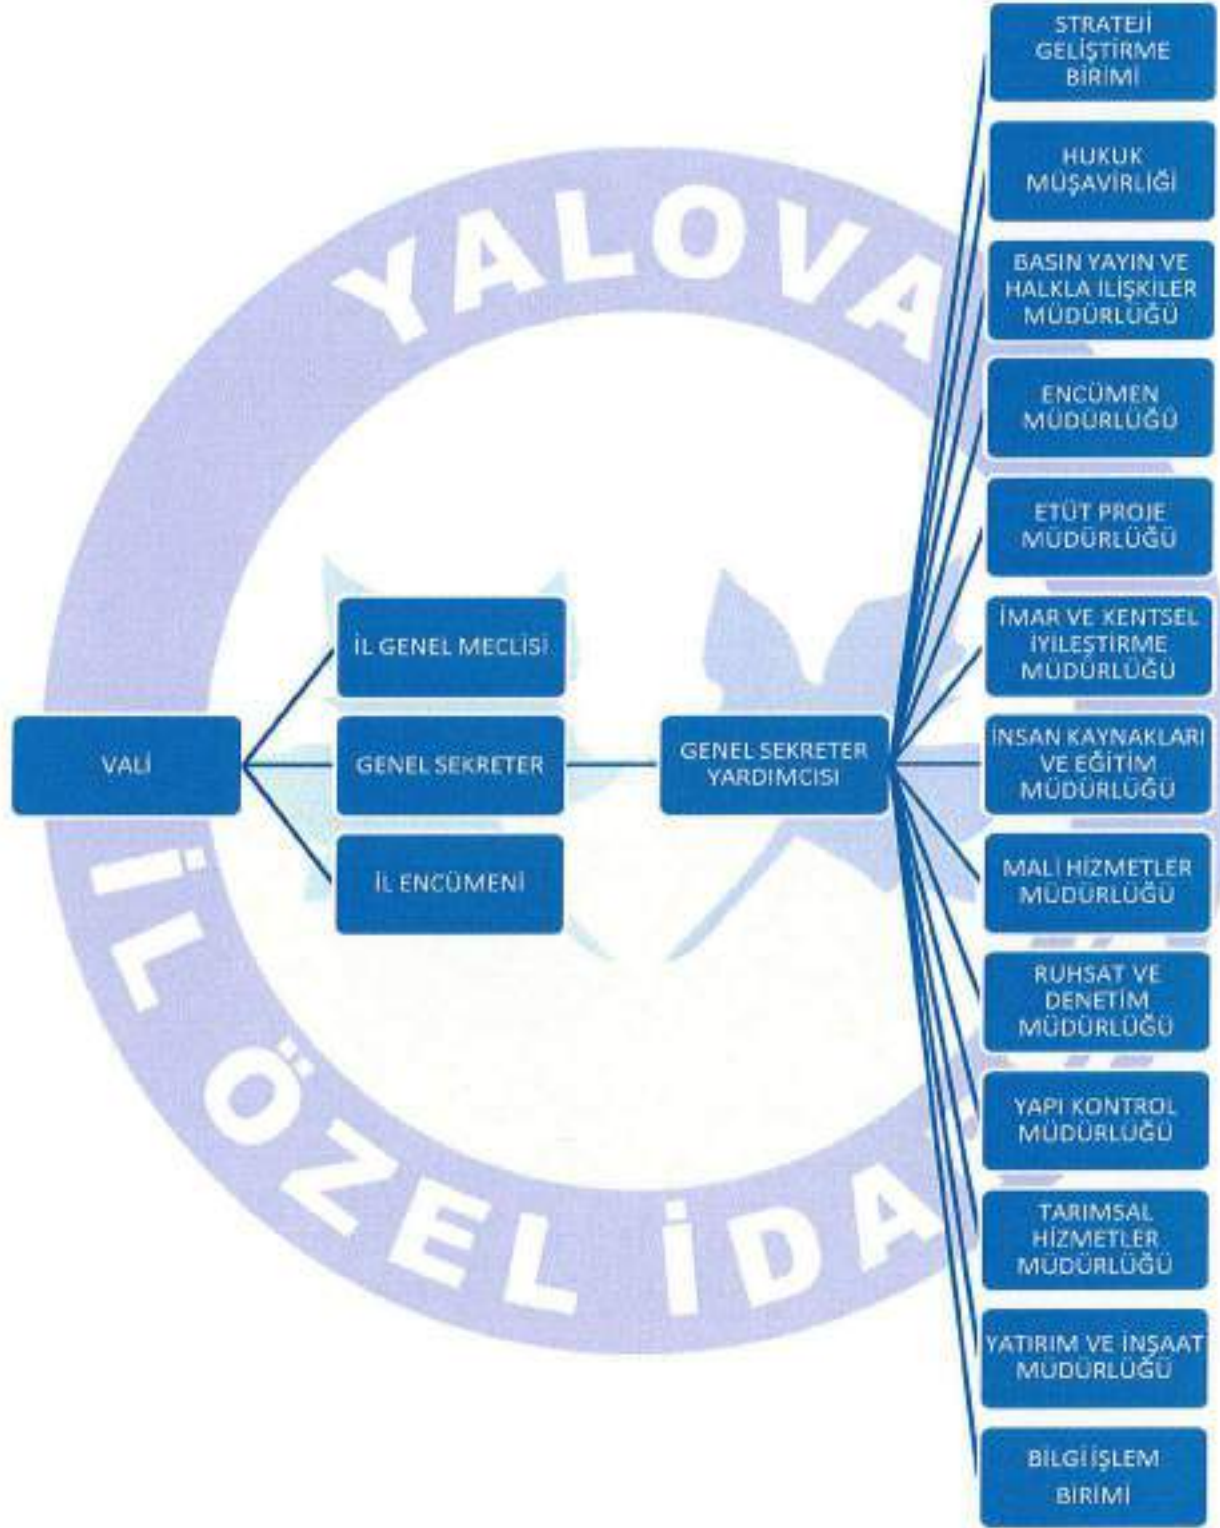 STRATEJİ
GELİŞTİRME
BİRİMİ
HUKUK
MÜŞAVİRLİĞİ
BASIN YAYIN VE
HALKLA İLİŞKİLER
MÜDÜRLÜĞÜ
ENCÜMEN
MÜDÜRLÜĞÜ
ETÜT PROJE
MÜDÜRLÜĞÜ
İMAR VE KENTSEL
İYİLEŞTİRME
MÜDÜRLÜĞÜ
İNSAN KAYNAKLARI
VE EĞİTİM
MÜDÜRLÜĞÜ
MALİ HİZMETLER
MÜDÜRLÜĞÜ
RUHSAT VE
DENETİM
MÜDÜRLÜĞÜ
YAPI KONTROL
MÜDÜRLÜĞÜ
TARIMSAL
HİZMETLER
MÜDÜRLÜĞÜ
YATIRIM VE İNŞAAT
MÜDÜRLÜĞÜ
BİLGİ İŞLEM
BİRİMİ
İL GENEL MECLİSİ
VALİ
GENEL SEKRETER
GENEL SEKRETER
YARDIMCISI
İL ENCÜMENİ
YALOVA
İL ÖZEL İDA